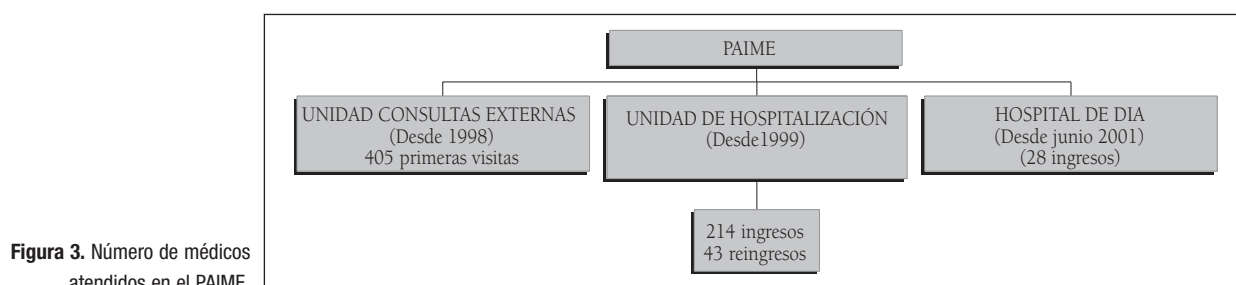 PAIME
UNIDAD CONSULTAS EXTERNAS
(Desde 1998)
405 primeras visitas
UNIDAD DE HOSPITALIZACIÓN
(Desde1999)
HOSPITAL DE DIA
(Desde junio 2001)
(28 ingresos)
214 ingresos
43 reingresos
Figura 3. Número de médicos
atendidos en el PAIME.